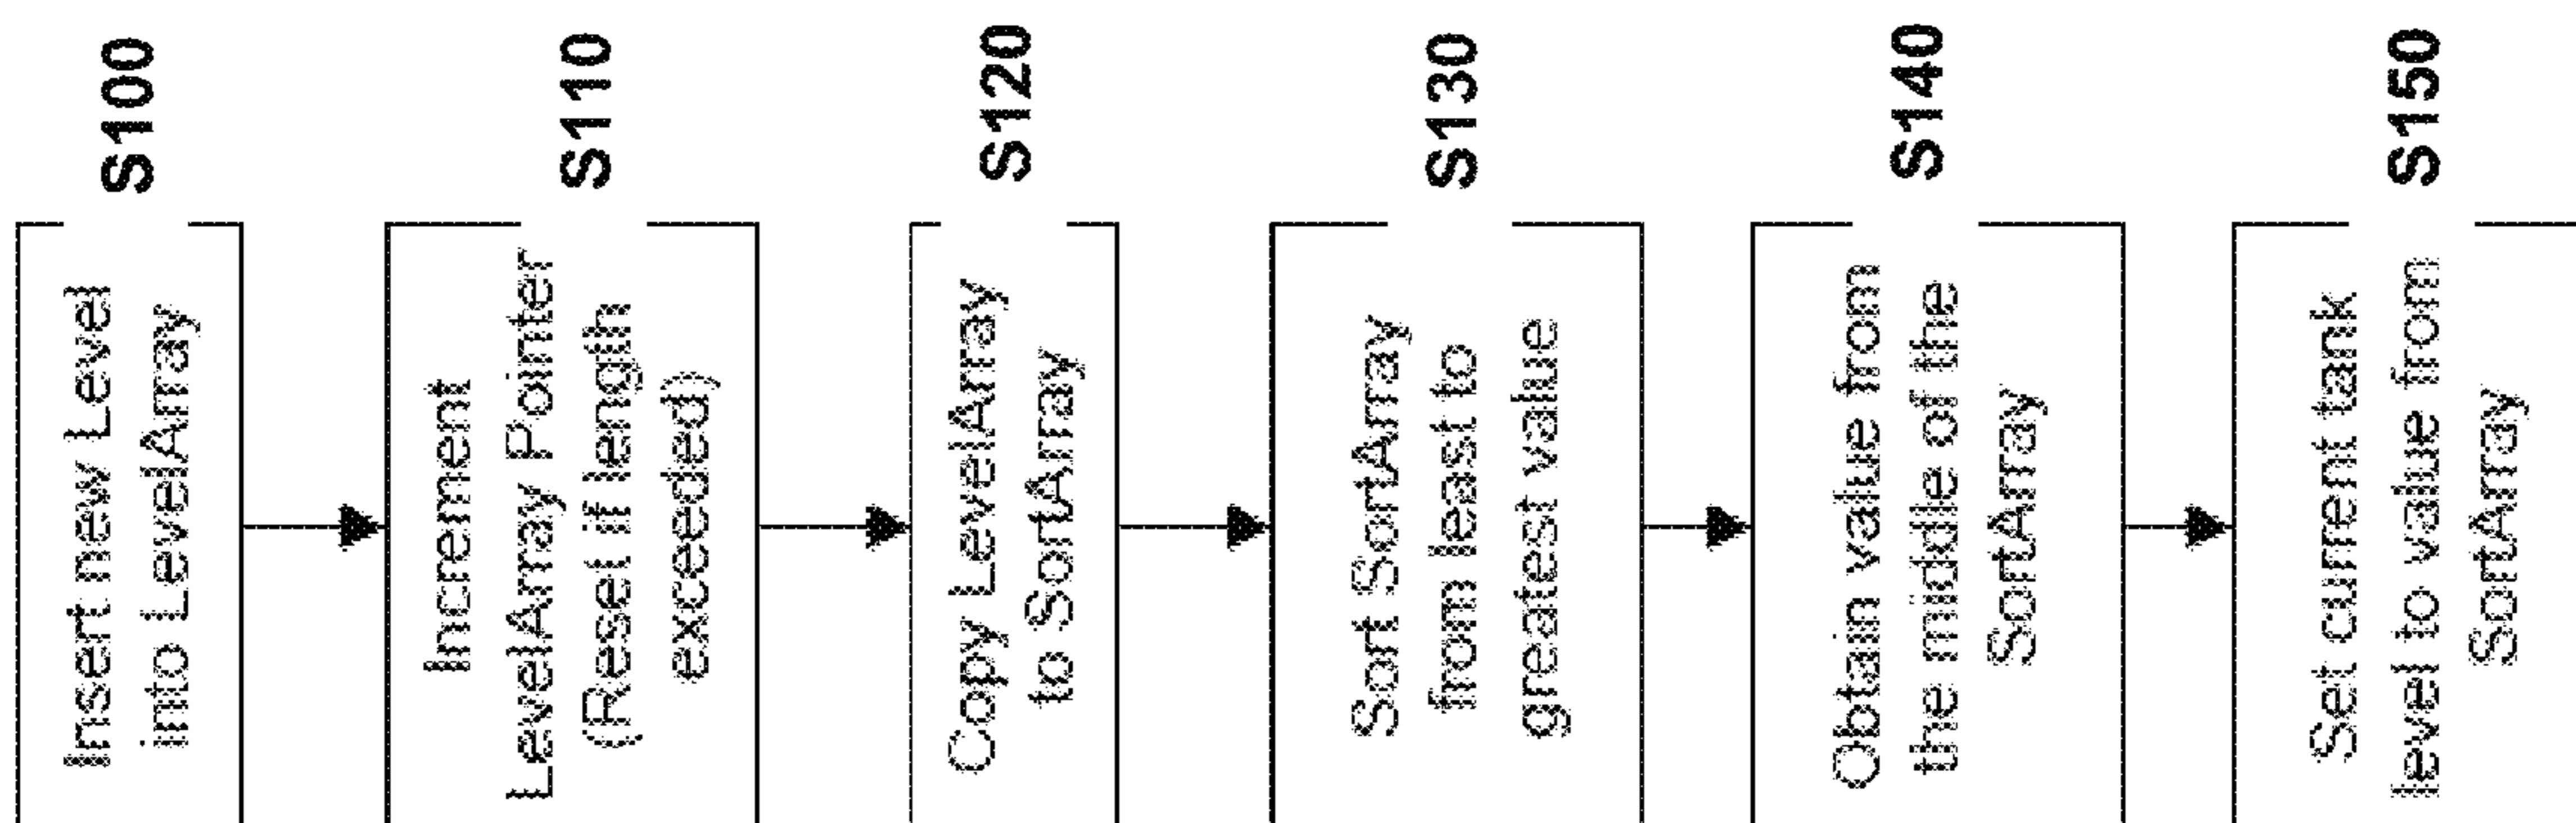 S100
Insert new Level
into LevelArray
S110
Increment
LevelArray Pointer
(Reset if length
exceeded)
S120
Copy LevelArray
to SortArray
S130
Sort SortArray
from least to
greatest value
S140
Obtain value from
the middle of the
SortArray
S150
Set current tank
level to value from
SortArray